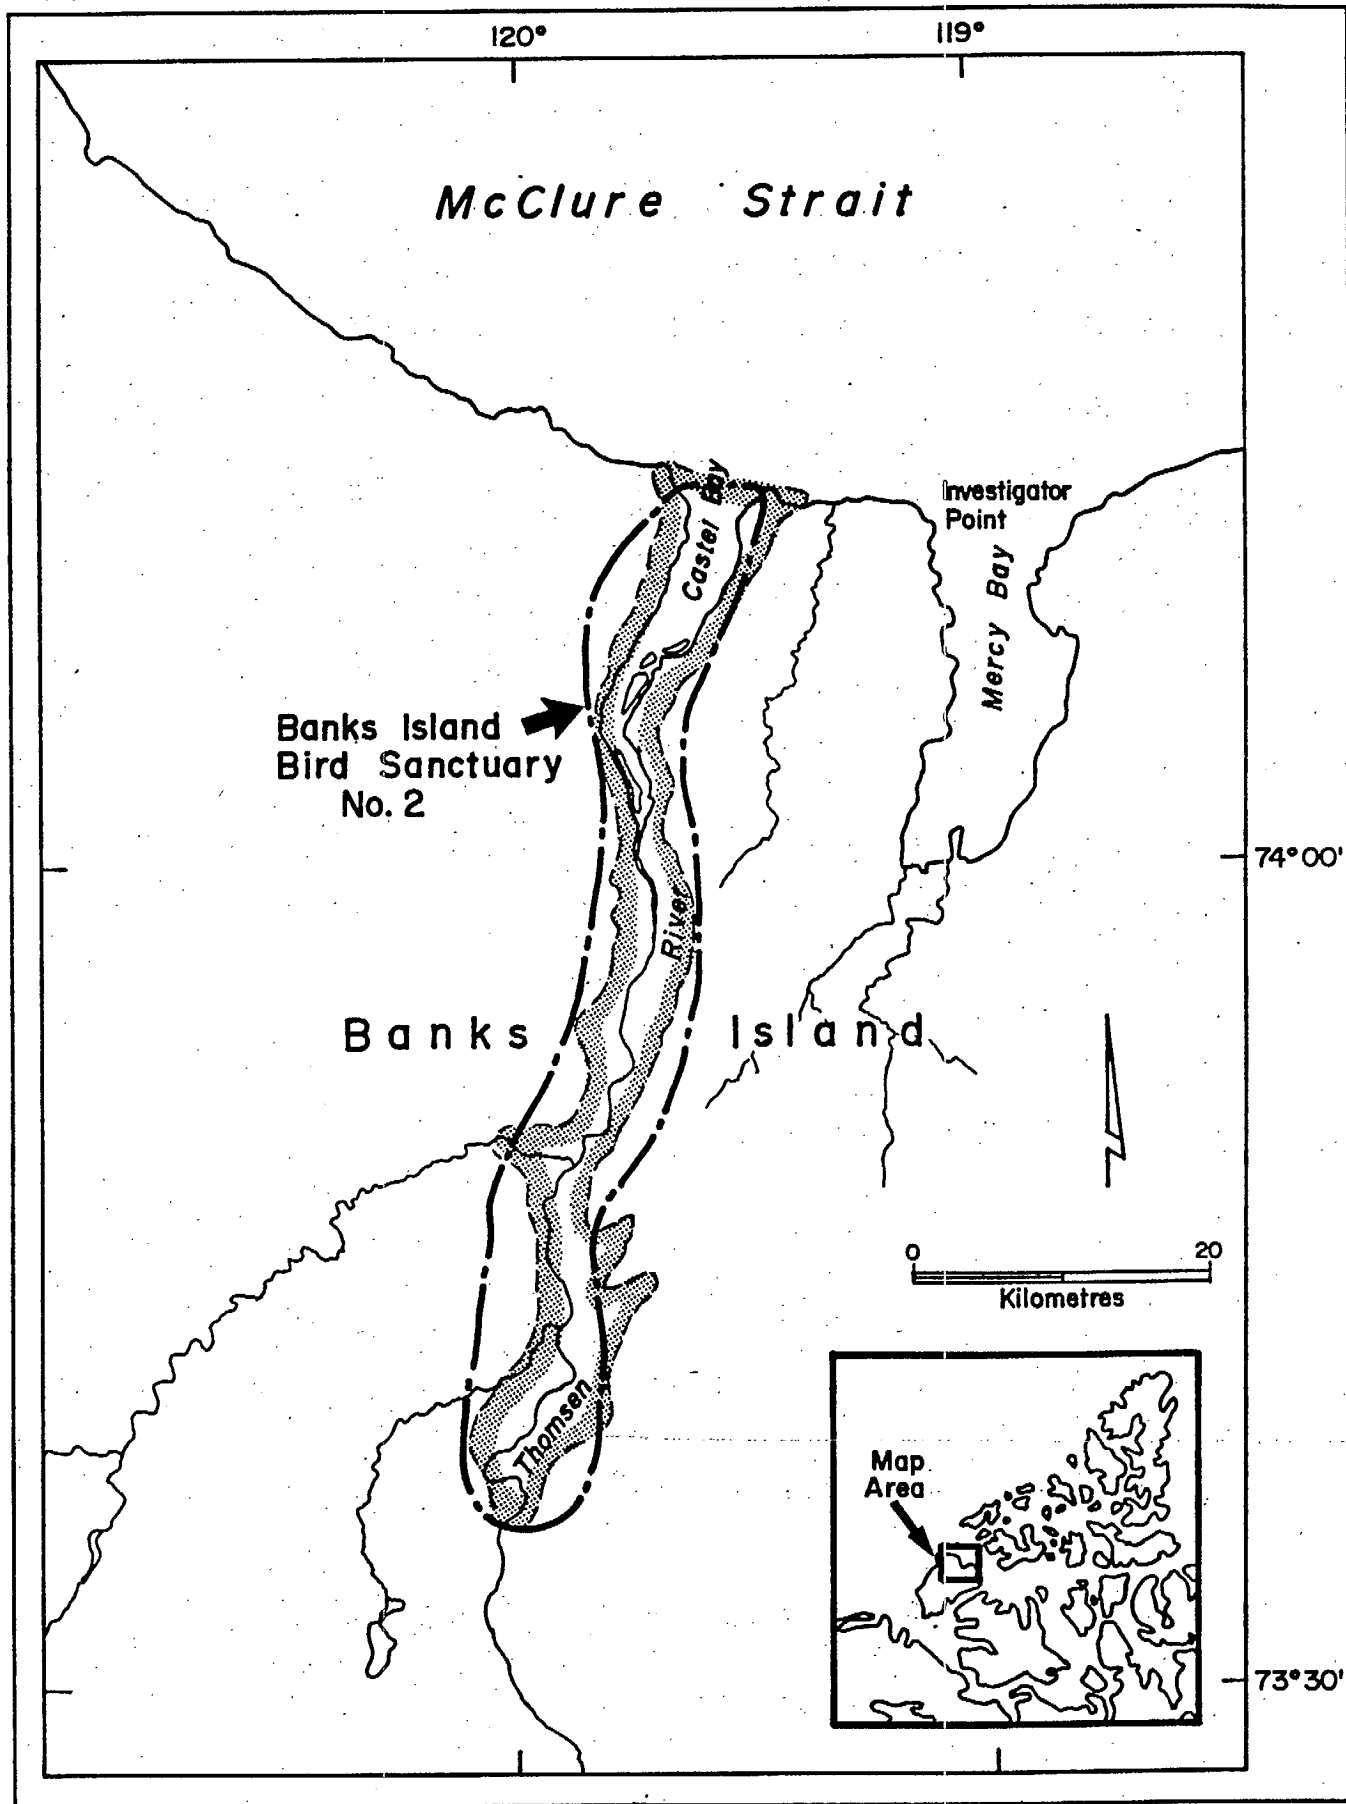 120° 119°
McClure Strait
Castel Bay
Investigator
Point
Mercy Bay
Banks Island
Bird Sanctuary
No. 2
74°00'
River
Banks Island
0 20
Kilometres
Thomsen
Map
Area
73°30'